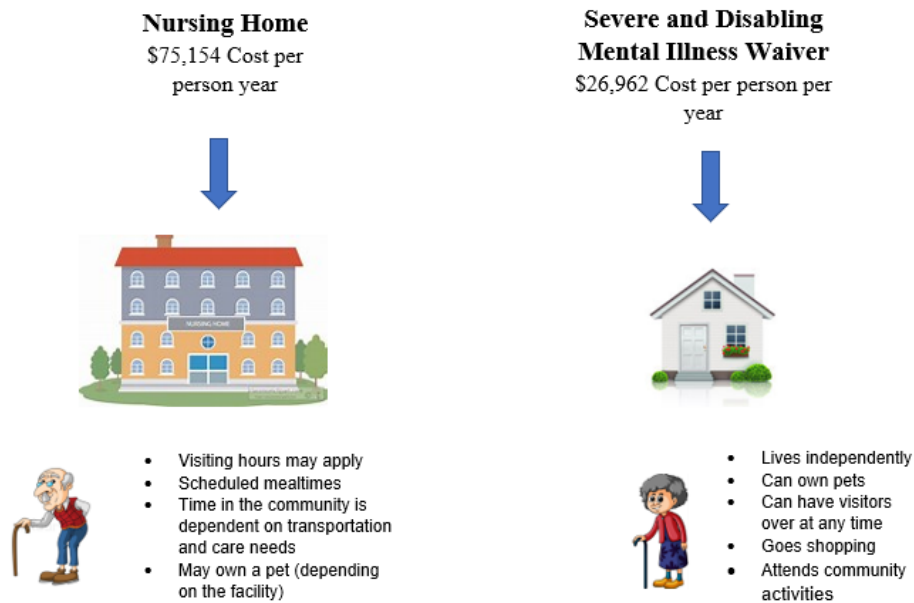 Nursing Home
$75,154 Cost per
person year
NURSING HOME
• Visiting hours may apply
• Scheduled mealtimes
• Time in the community is
dependent on transportation
and care needs
• May own a pet (depending
on the facility)
Severe and Disabling
Mental Illness Waiver
$26,962 Cost per person per
year
• Lives independently
• Can own pets
• Can have visitors
over at any time
• Goes shopping
• Attends community
activities